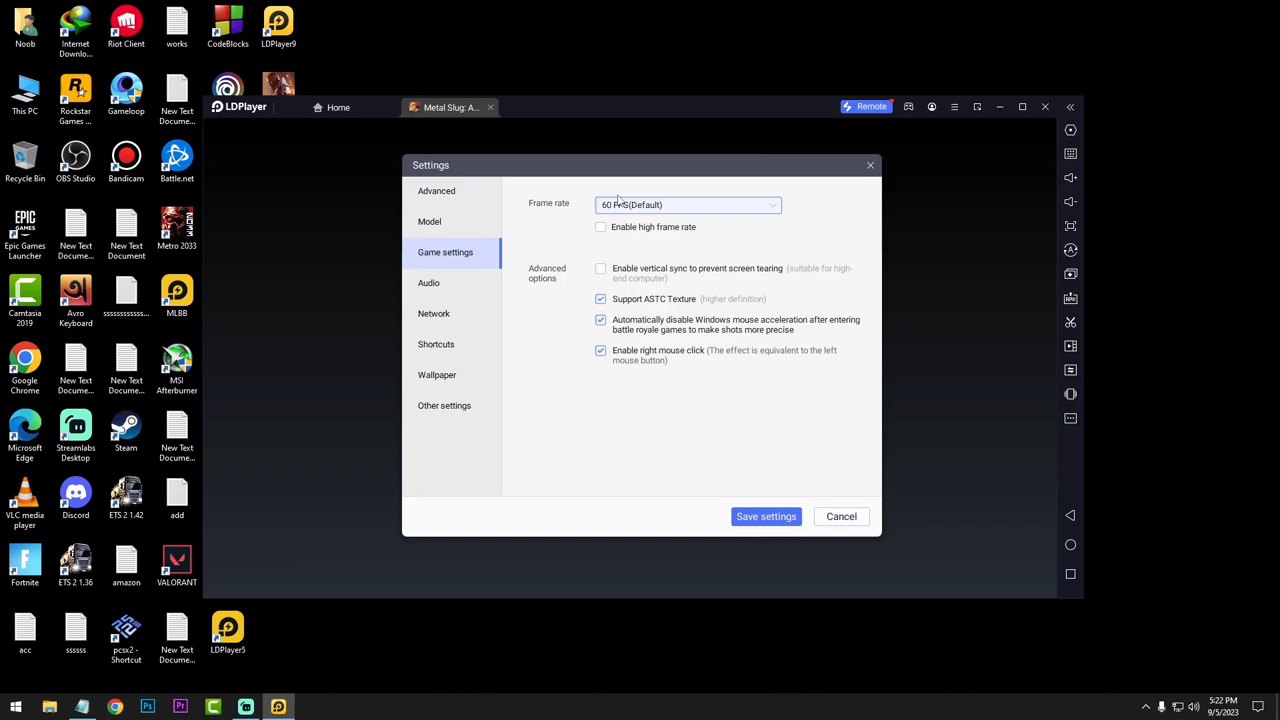 Noob
Internet
Downlo...
Riot Client
works
CodeBlocks
LDPlayer9
This PC
Rockstar
Games ...
Gameloop
New Text
Docume...
LDPlayer
Home
Metal Slug: A...
Remote
Recycle Bin
OBS Studio
Bandicam
Battle.net
Epic Games
Launcher
New Text
Docume...
New Text
Docume...
Metro 2033
Camtasia
2019
Avro
Keyboard
sssssssssss...
MLBB
Google
Chrome
New Text
Docume...
New Text
Docum...
MSI
Afterburner
Microsoft
Edge
Streamlabs
Desktop
Steam
New Text
Docume...
VLC media
player
Discord
ETS 2 1.42
add
Fortnite
ETS 2 1.36
amazon
VALORANT
acc
ssssss
pcsx2 -
Shortcut
New Text
Docume...
LDPlayer5
Settings
Advanced
Model
Game settings
Audio
Network
Shortcuts
Wallpaper
Other settings
Frame rate
60 FPS(Default)
Enable high frame rate
Advanced
options
Enable vertical sync to prevent screen tearing (suitable for high-
end computer)
Support ASTC Texture (higher definition)
Automatically disable Windows mouse acceleration after entering
battle royale games to make shots more precise
Enable right mouse click (The effect is equivalent to the left
mouse button)
Save settings
Cancel
5:22 PM
9/5/2023